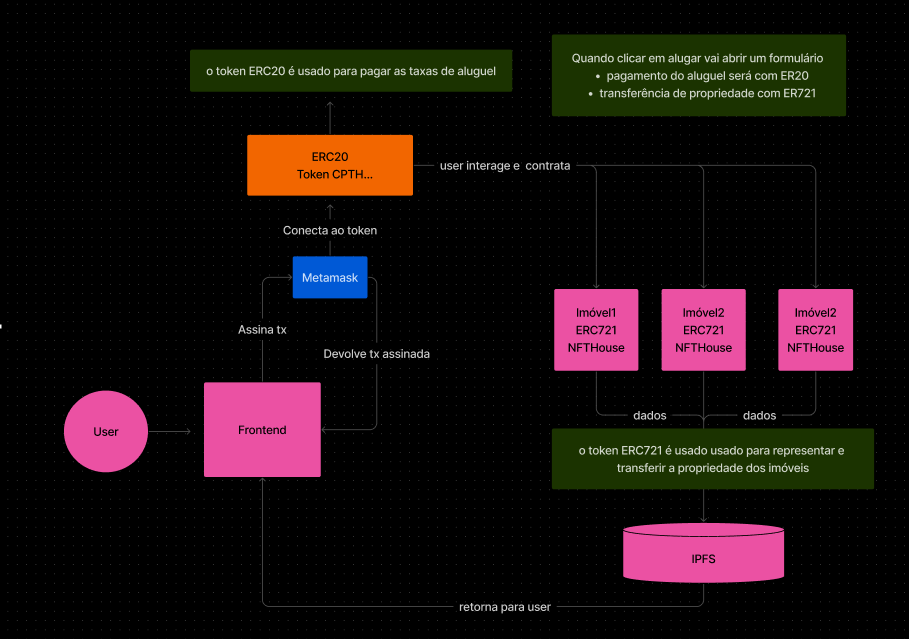 o token ERC20 é usado para pagar as taxas de aluguel
Quando clicar em alugar vai abrir um formulário
• pagamento do aluguel será com ER20
• transferência de propriedade com ER721
ERC20
Token CPTH...
user interage e contrata
Conecta ao token
Metamask
Assina tx
Devolve tx assinada
User
Frontend
Imóvel1
ERC721
NFTHouse
Imóvel2
ERC721
NFTHouse
Imóvel2
ERC721
NFTHouse
dados
dados
o token ERC721 é usado usado para representar e
transferir a propriedade dos imóveis
IPFS
retorna para user